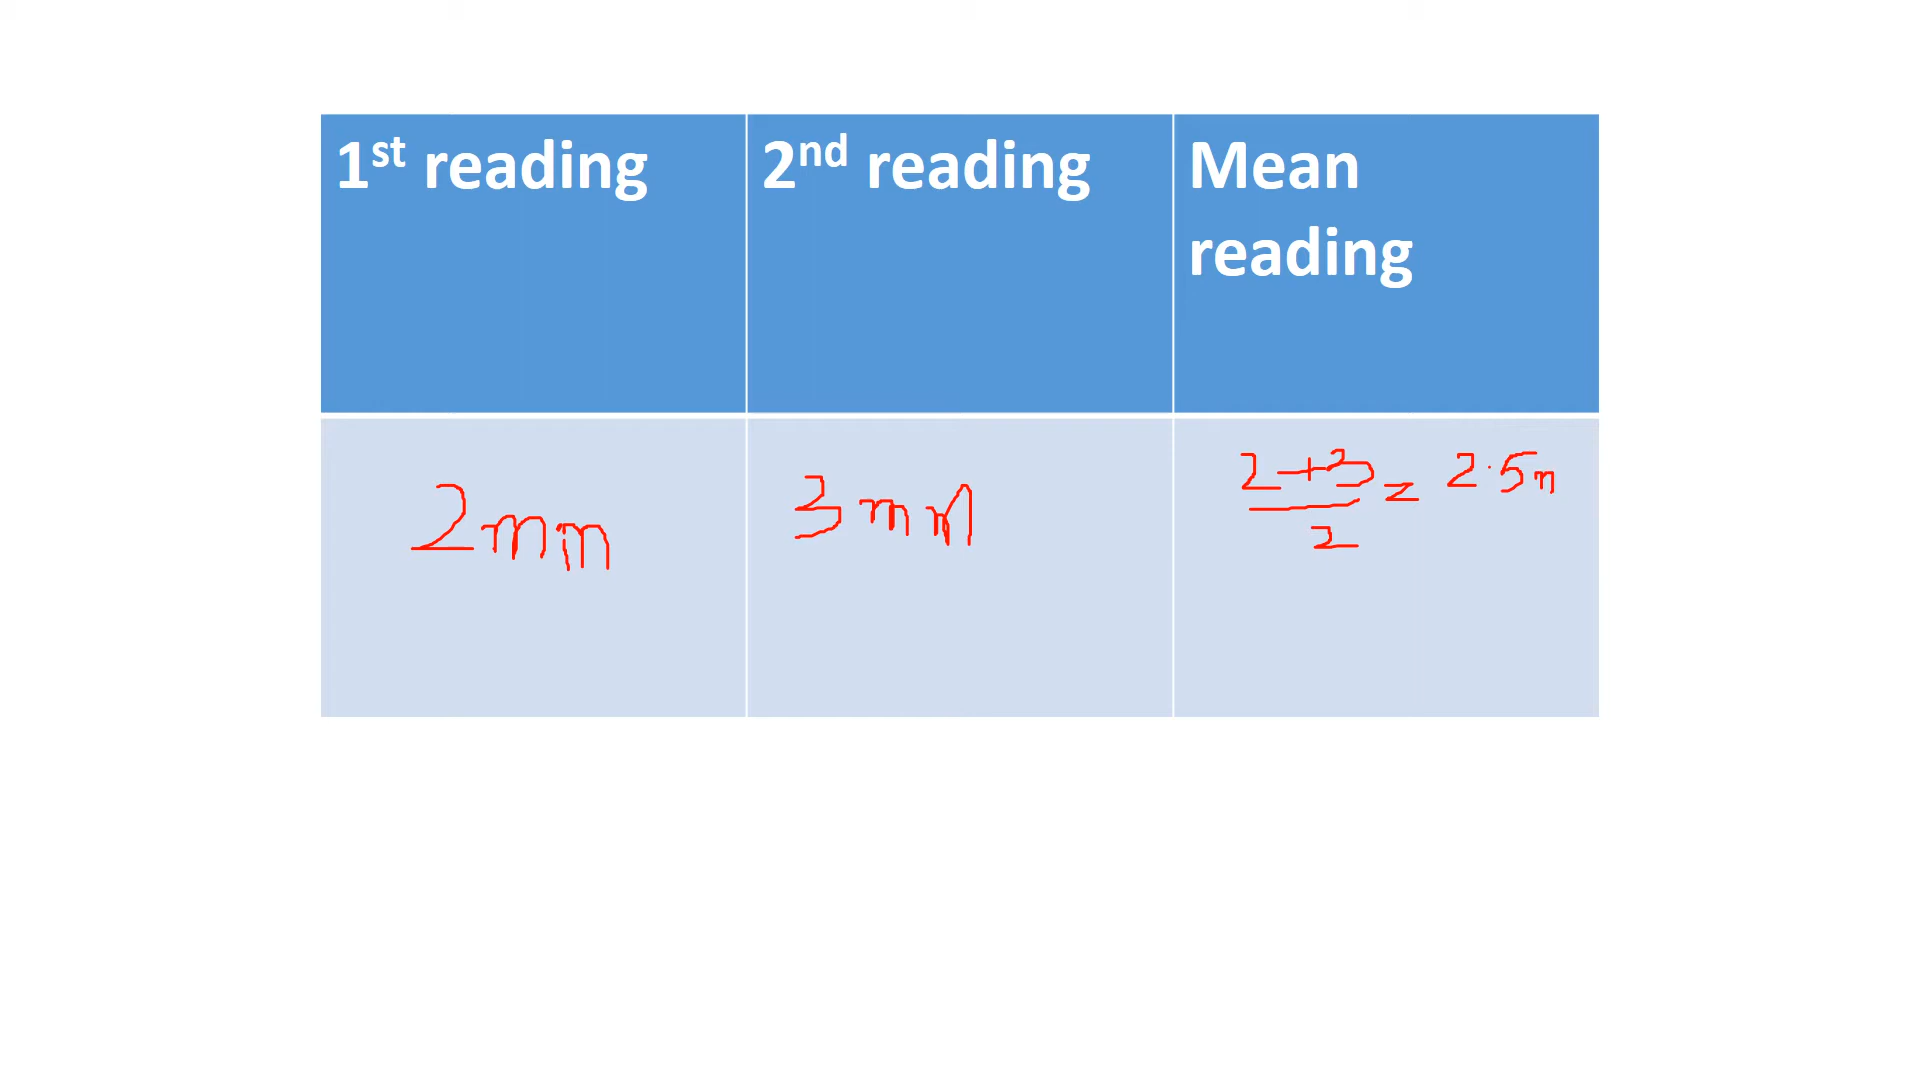 1st reading
2nd reading
Mean
reading
2mm
3mm
2+3
2
= 2.5m